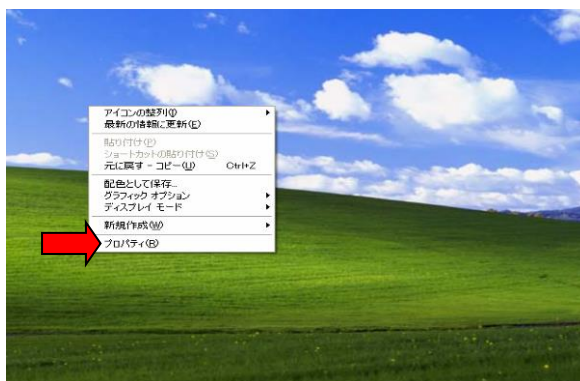 アイコンの整列(I)
最新の情報に更新(E)
貼り付け(P)
ショートカットの貼り付け(S)
元に戻す - コピー(U) Ctrl+Z
配色として保存...
グラフィック オプション
ディスプレイ モード
新規作成(W)
プロパティ(R)